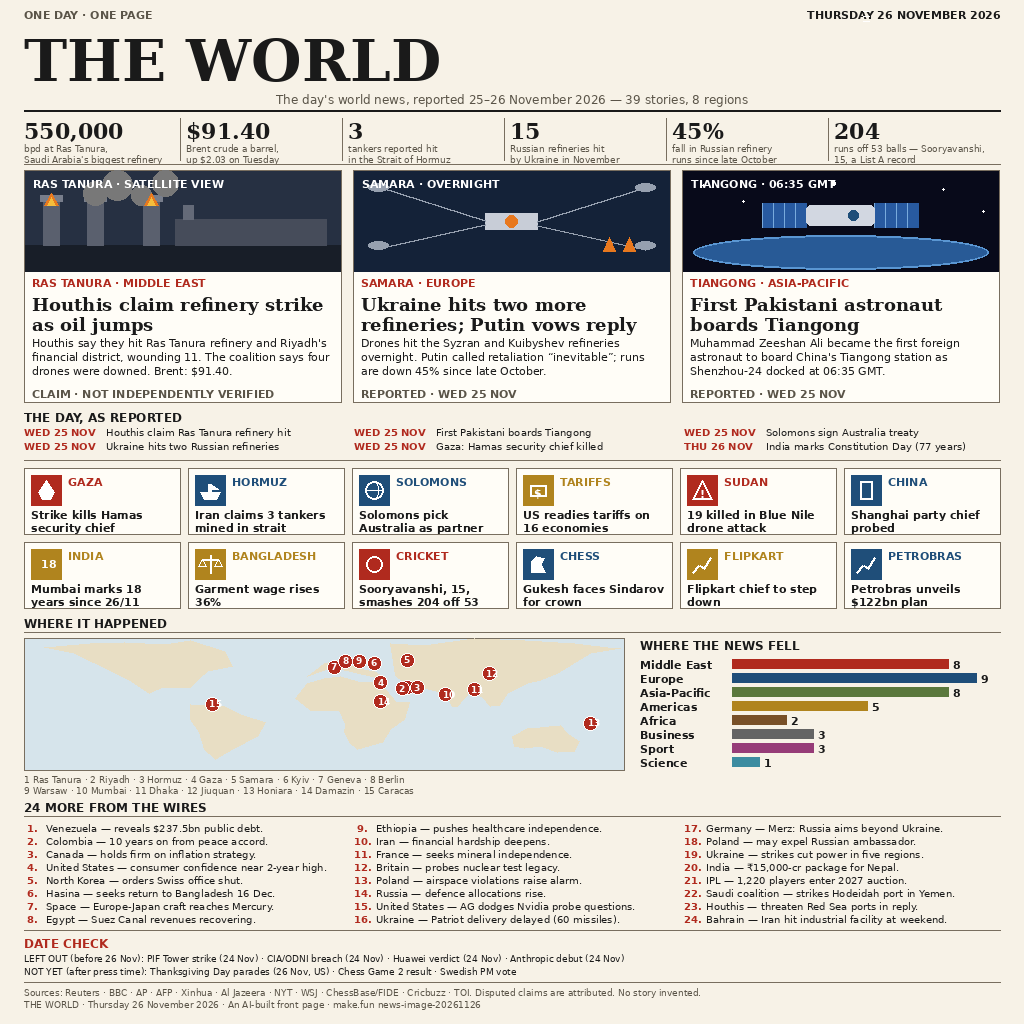 ONE DAY · ONE PAGE
THURSDAY 26 NOVEMBER 2026
THE WORLD
The day's world news, reported 25–26 November 2026 — 39 stories, 8 regions
550,000
bpd at Ras Tanura,
Saudi Arabia's biggest refinery
$91.40
Brent crude a barrel,
up $2.03 on Tuesday
3
tankers reported hit
in the Strait of Hormuz
15
Russian refineries hit
by Ukraine in November
45%
fall in Russian refinery
runs since late October
204
runs off 53 balls — Sooryavanshi,
15, a List A record
RAS TANURA · SATELLITE VIEW
RAS TANURA · MIDDLE EAST
Houthis claim refinery strike
as oil jumps
Houthis say they hit Ras Tanura refinery and Riyadh's
financial district, wounding 11. The coalition says four
drones were downed. Brent: $91.40.
CLAIM · NOT INDEPENDENTLY VERIFIED
SAMARA · OVERNIGHT
SAMARA · EUROPE
Ukraine hits two more
refineries; Putin vows reply
Drones hit the Syzran and Kuibyshev refineries
overnight. Putin called retaliation “inevitable”; runs
are down 45% since late October.
REPORTED · WED 25 NOV
TIANGONG · 06:35 GMT
TIANGONG · ASIA-PACIFIC
First Pakistani astronaut
boards Tiangong
Muhammad Zeeshan Ali became the first foreign
astronaut to board China's Tiangong station as
Shenzhou-24 docked at 06:35 GMT.
REPORTED · WED 25 NOV
THE DAY, AS REPORTED
WED 25 NOV Houthis claim Ras Tanura refinery hit
WED 25 NOV Ukraine hits two Russian refineries
WED 25 NOV First Pakistani boards Tiangong
WED 25 NOV Gaza: Hamas security chief killed
WED 25 NOV Solomons sign Australia treaty
THU 26 NOV India marks Constitution Day (77 years)
GAZA
Strike kills Hamas
security chief
HORMUZ
Iran claims 3 tankers
mined in strait
SOLOMONS
Solomons pick
Australia as partner
$
TARIFFS
US readies tariffs on
16 economies
!
SUDAN
19 killed in Blue Nile
drone attack
CHINA
Shanghai party chief
probed
18
INDIA
Mumbai marks 18
years since 26/11
BANGLADESH
Garment wage rises
36%
CRICKET
Sooryavanshi, 15,
smashes 204 off 53
CHESS
Gukesh faces Sindarov
for crown
FLIPKART
Flipkart chief to step
down
PETROBRAS
Petrobras unveils
$122bn plan
WHERE IT HAPPENED
7 8 9 6 5 12
4 2 3 10 11
15 14 13
1 Ras Tanura · 2 Riyadh · 3 Hormuz · 4 Gaza · 5 Samara · 6 Kyiv · 7 Geneva · 8 Berlin
9 Warsaw · 10 Mumbai · 11 Dhaka · 12 Jiuquan · 13 Honiara · 14 Damazin · 15 Caracas
WHERE THE NEWS FELL
Middle East 8
Europe 9
Asia-Pacific 8
Americas 5
Africa 2
Business 3
Sport 3
Science 1
24 MORE FROM THE WIRES
1. Venezuela — reveals $237.5bn public debt.
2. Colombia — 10 years on from peace accord.
3. Canada — holds firm on inflation strategy.
4. United States — consumer confidence near 2-year high.
5. North Korea — orders Swiss office shut.
6. Hasina — seeks return to Bangladesh 16 Dec.
7. Space — Europe-Japan craft reaches Mercury.
8. Egypt — Suez Canal revenues recovering.
9. Ethiopia — pushes healthcare independence.
10. Iran — financial hardship deepens.
11. France — seeks mineral independence.
12. Britain — probes nuclear test legacy.
13. Poland — airspace violations raise alarm.
14. Russia — defence allocations rise.
15. United States — AG dodges Nvidia probe questions.
16. Ukraine — Patriot delivery delayed (60 missiles).
17. Germany — Merz: Russia aims beyond Ukraine.
18. Poland — may expel Russian ambassador.
19. Ukraine — strikes cut power in five regions.
20. India — ₹15,000-cr package for Nepal.
21. IPL — 1,220 players enter 2027 auction.
22. Saudi coalition — strikes Hodeidah port in Yemen.
23. Houthis — threaten Red Sea ports in reply.
24. Bahrain — Iran hit industrial facility at weekend.
DATE CHECK
LEFT OUT (before 26 Nov): PIF Tower strike (24 Nov) · CIA/ODNI breach (24 Nov) · Huawei verdict (24 Nov) · Anthropic debut (24 Nov)
NOT YET (after press time): Thanksgiving Day parades (26 Nov, US) · Chess Game 2 result · Swedish PM vote
Sources: Reuters · BBC · AP · AFP · Xinhua · Al Jazeera · NYT · WSJ · ChessBase/FIDE · Cricbuzz · TOI. Disputed claims are attributed. No story invented.
THE WORLD · Thursday 26 November 2026 · An AI-built front page · make.fun news-image-20261126